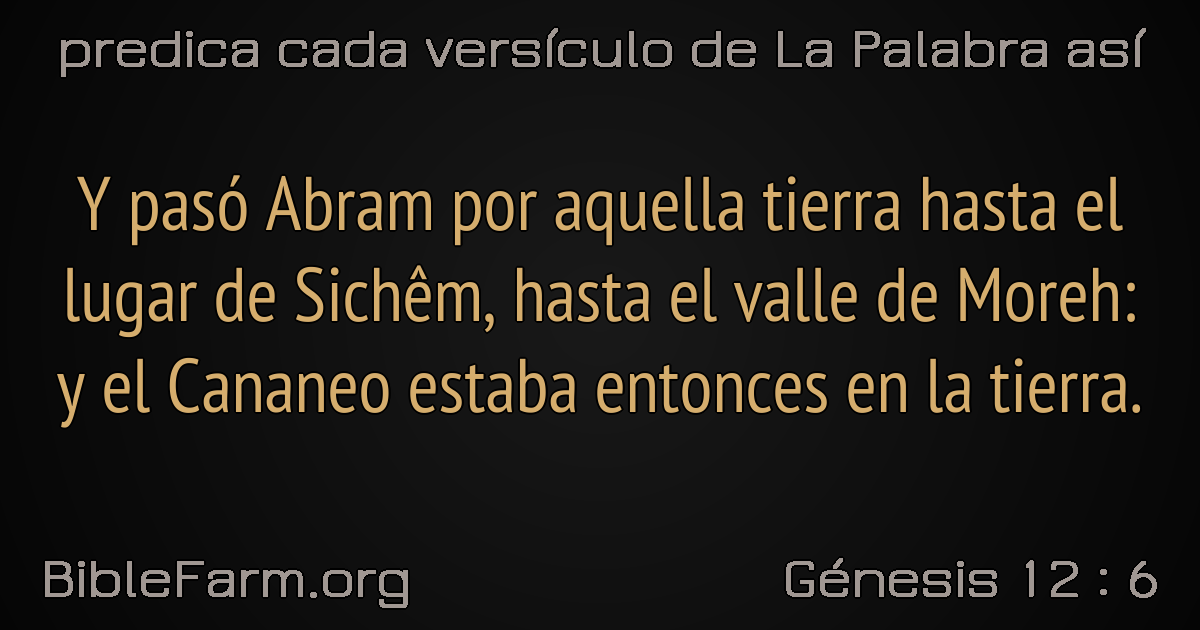 predica cada versículo de La Palabra así
Y pasó Abram por aquella tierra hasta el
lugar de Sichêm, hasta el valle de Moreh:
y el Cananeo estaba entonces en la tierra.
BibleFarm.org
Génesis 12 : 6